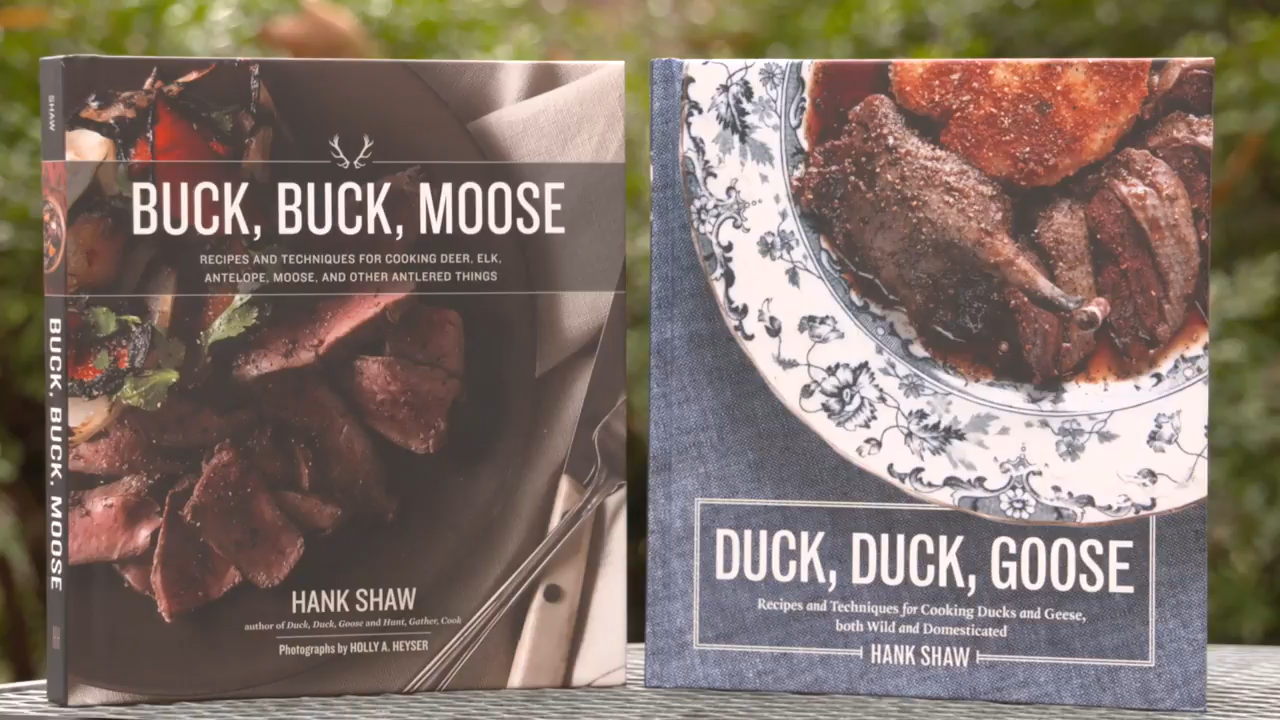 SHAW
BUCK, BUCK, MOOSE
BUCK, BUCK, MOOSE
RECIPES AND TECHNIQUES FOR COOKING DEER, ELK,
ANTELOPE, MOOSE, AND OTHER ANTLERED THINGS
HANK SHAW
author of Duck, Duck, Goose and Hunt, Gather, Cook
Photographs by HOLLY A. HEYSER
DUCK, DUCK, GOOSE
Recipes and Techniques for Cooking Ducks and Geese,
both Wild and Domesticated
HANK SHAW